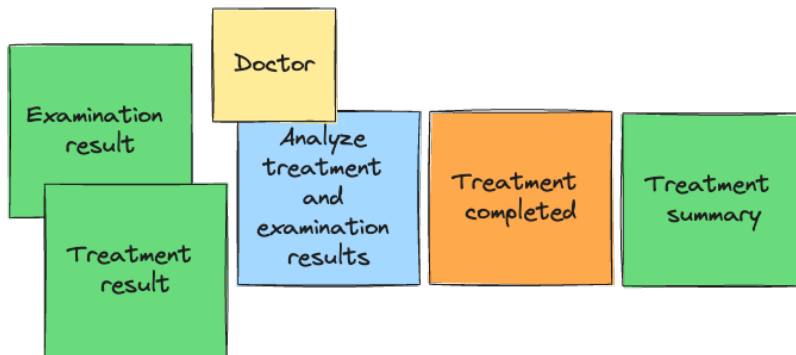 Examination
result
Treatment
result
Doctor
Analyze
treatment
and
examination
results
Treatment
completed
Treatment
summary